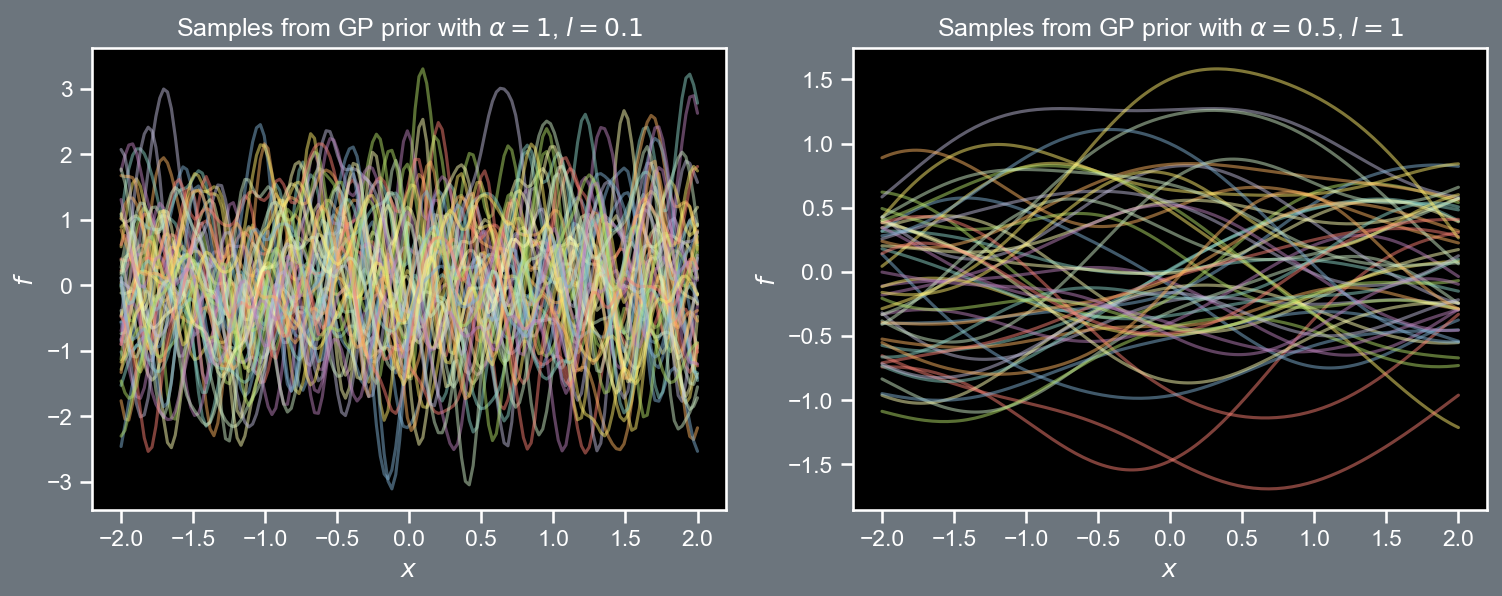 Samples from GP prior with α = 1, l = 0.1
f
3
2
1
0
−1
−2
−3
−2.0 −1.5 −1.0 −0.5 0.0 0.5 1.0 1.5 2.0
x
Samples from GP prior with α = 0.5, l = 1
f
1.5
1.0
0.5
0.0
−0.5
−1.0
−1.5
−2.0 −1.5 −1.0 −0.5 0.0 0.5 1.0 1.5 2.0
x